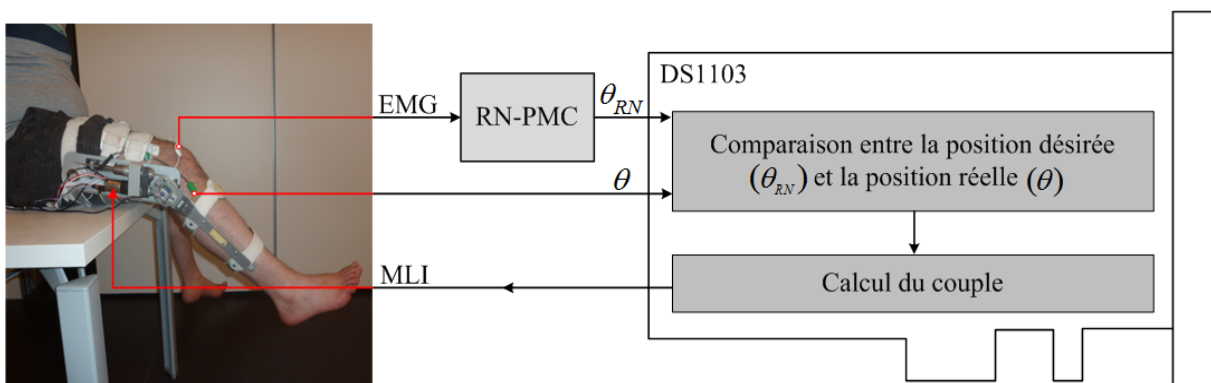 DS1103
EMG
RN-PMC
θ_RN
Comparaison entre la position désirée
(θ_RN) et la position réelle (θ)
θ
MLI
Calcul du couple